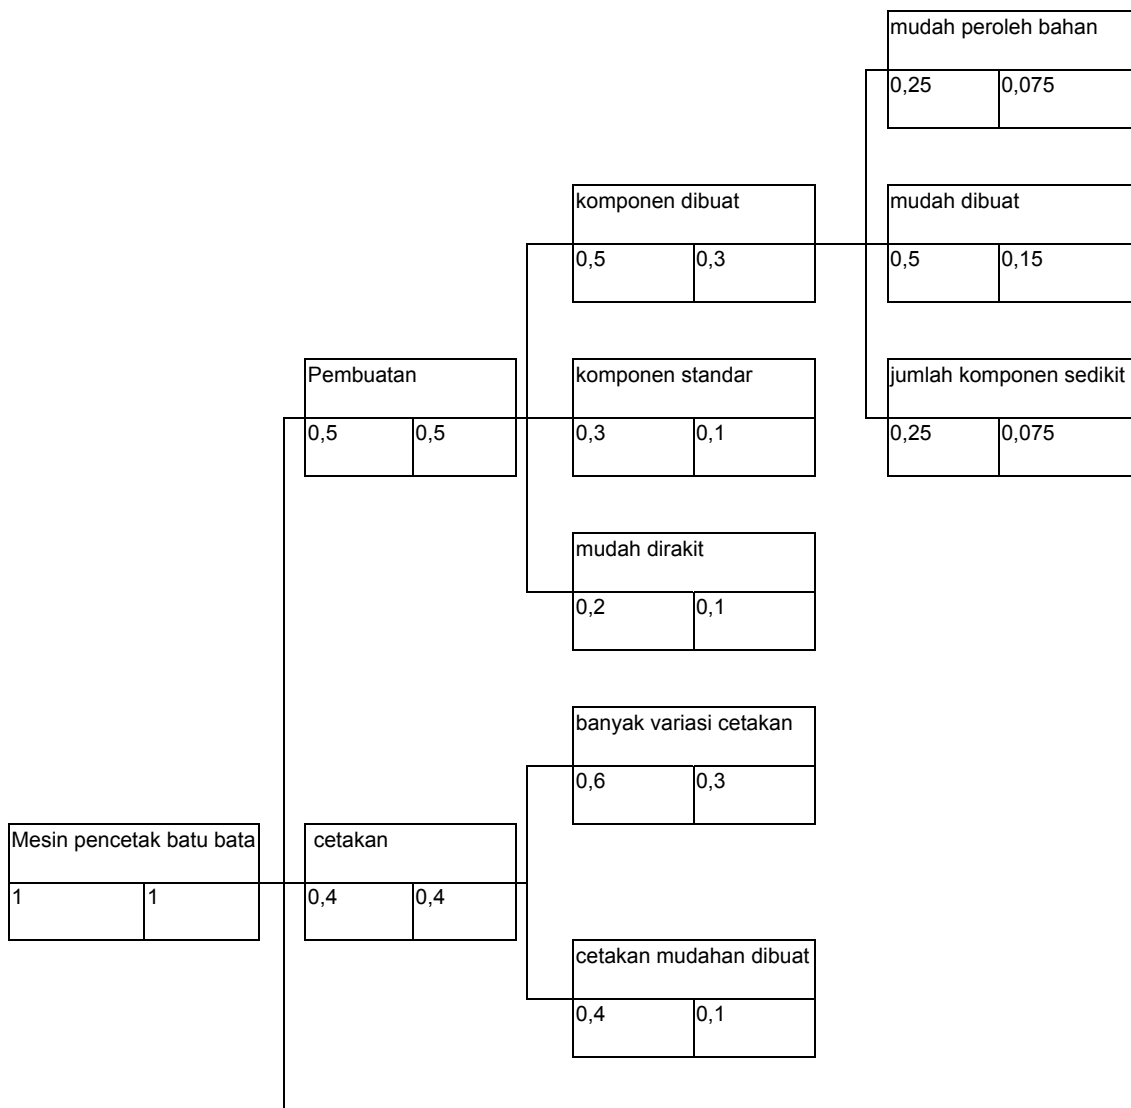 mudah peroleh bahan
0,25 0,075
komponen dibuat
0,5 0,3
mudah dibuat
0,5 0,15
Pembuatan
0,5 0,5
komponen standar
0,3 0,1
jumlah komponen sedikit
0,25 0,075
mudah dirakit
0,2 0,1
banyak variasi cetakan
0,6 0,3
Mesin pencetak batu bata
1 1
cetakan
0,4 0,4
cetakan mudahan dibuat
0,4 0,1